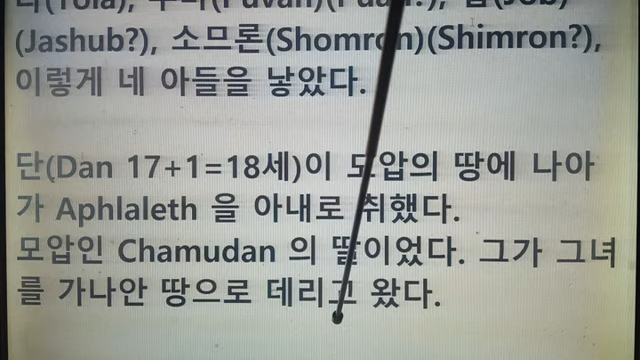 (Jashub?), 소므론(Shomron)(Shimron?),
이렇게 네 아들을 낳았다.
단(Dan 17+1=18세)이 모압의 땅에 나아
가 Aphlaleth 을 아내로 취했다.
모압인 Chamudan 의 딸이었다. 그가 그녀
를 가나안 땅으로 데리고 왔다.